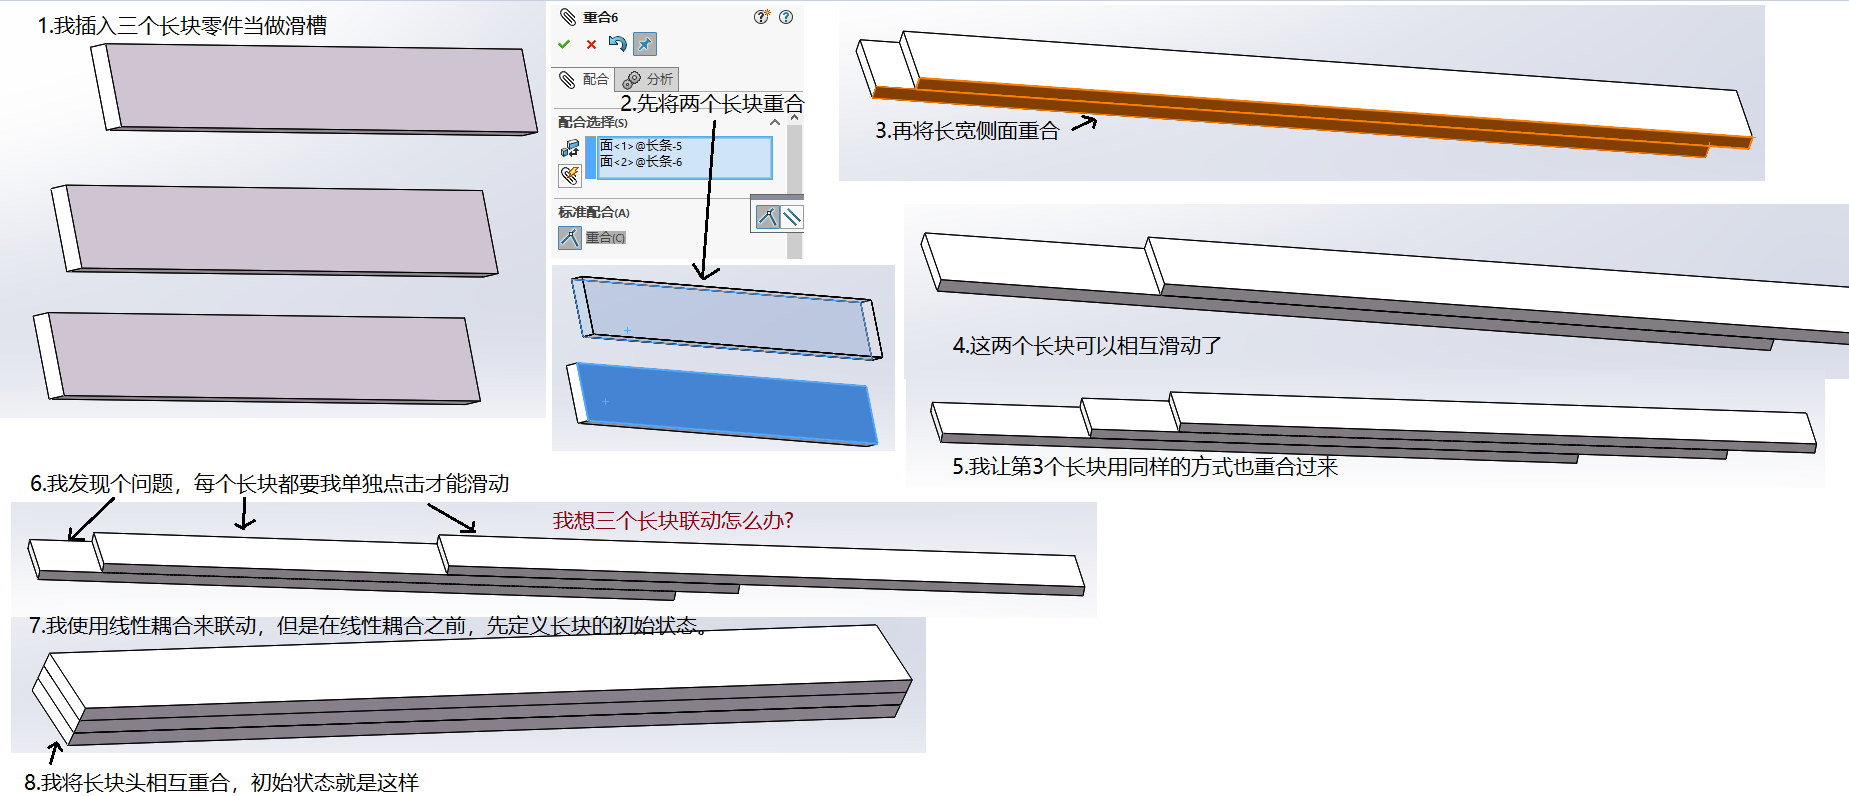 1.我插入三个长块零件当做滑槽
重合6
配合
分析
2.先将两个长块重合
配合选择(S)
面<1>@长条-5
面<2>@长条-6
标准配合(A)
重合(C)
3.再将长宽侧面重合
4.这两个长块可以相互滑动了
5.我让第3个长块用同样的方式也重合过来
6.我发现个问题，每个长块都要我单独点击才能滑动
我想三个长块联动怎么办?
7.我使用线性耦合来联动，但是在线性耦合之前，先定义长块的初始状态。
8.我将长块头相互重合，初始状态就是这样